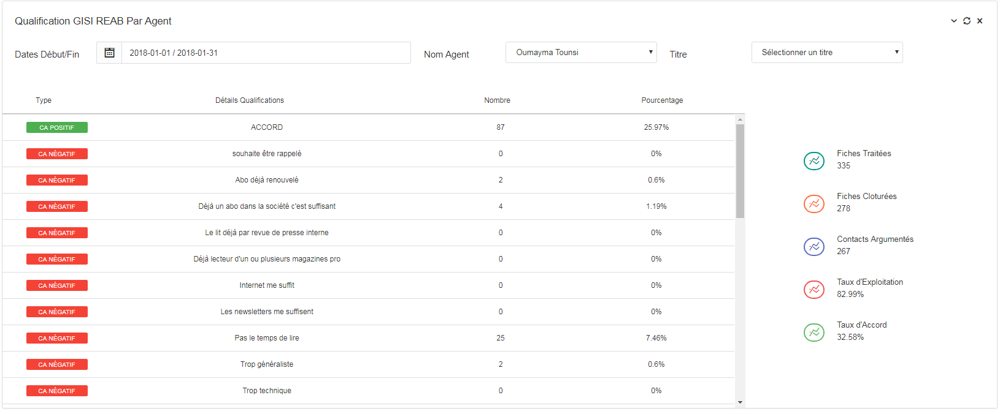 Qualification GISI REAB Par Agent
Dates Début/Fin 2018-01-01 / 2018-01-31 Nom Agent Oumayma Tounsi Titre Sélectionner un titre
Type Détails Qualifications Nombre Pourcentage
CA POSITIF ACCORD 87 25.97%
CA NÉGATIF souhaite être rappelé 0 0%
CA NÉGATIF Abo déjà renouvelé 2 0.6%
CA NÉGATIF Déjà un abo dans la société c'est suffisant 4 1.19%
CA NÉGATIF Le lit déjà par revue de presse interne 0 0%
CA NÉGATIF Déjà lecteur d'un ou plusieurs magazines pro 0 0%
CA NÉGATIF Internet me suffit 0 0%
CA NÉGATIF Les newsletters me suffisent 0 0%
CA NÉGATIF Pas le temps de lire 25 7.46%
CA NÉGATIF Trop généraliste 2 0.6%
CA NÉGATIF Trop technique 0 0%
Fiches Traitées
335
Fiches Cloturées
278
Contacts Argumentés
267
Taux d'Exploitation
82.99%
Taux d'Accord
32.58%